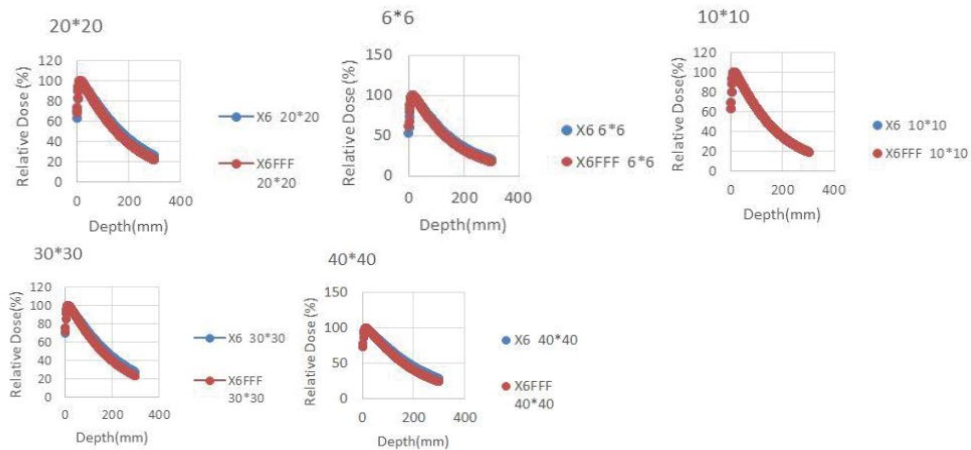 20*20
Relative Dose (%)
120
100
80
60
40
20
0
0
200
400
Depth(mm)
X6 20*20
X6FFF
20*20
6*6
Relative Dose (%)
150
100
50
0
0
200
400
Depth(mm)
X6 6*6
X6FFF 6*6
10*10
Relative Dose (%)
120
100
80
60
40
20
0
0
200
400
Depth(mm)
X6 10*10
X6FFF 10*10
30*30
Relative Dose (%)
120
100
80
60
40
20
0
0
200
400
Depth(mm)
X6 30*30
X6FFF
30*30
40*40
Relative Dose (%)
150
100
50
0
0
200
400
Depth(mm)
X6 40*40
X6FFF
40*40